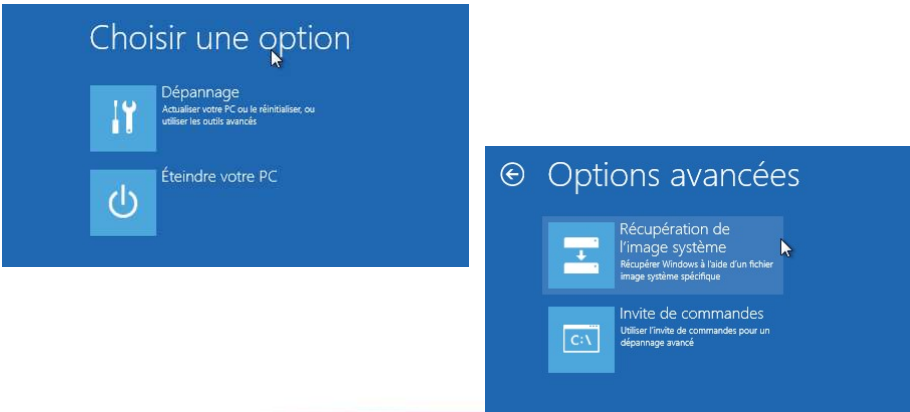 Choisir une option
Dépannage
Actualiser votre PC ou le réinitialiser, ou
utiliser les outils avancés
Éteindre votre PC
Options avancées
Récupération de
l'image système
Récupérer Windows à l'aide d'un fichier
image système spécifique
Invite de commandes
C:\
Utiliser l'invite de commandes pour un
dépannage avancé